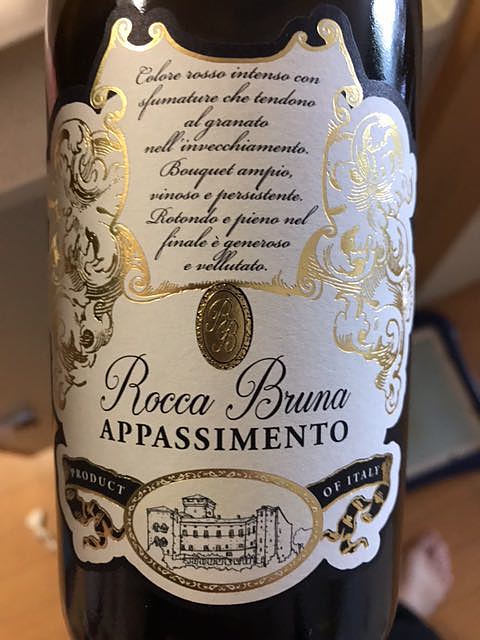 Colore rosso intenso con
sfumature che tendono
al granato
nell'invecchiamento.
Bouquet ampio,
vinoso e persistente.
Rotondo e pieno nel
finale è generoso
e vellutato.
Rocca Bruna
APPASSIMENTO
PRODUCT OF ITALY